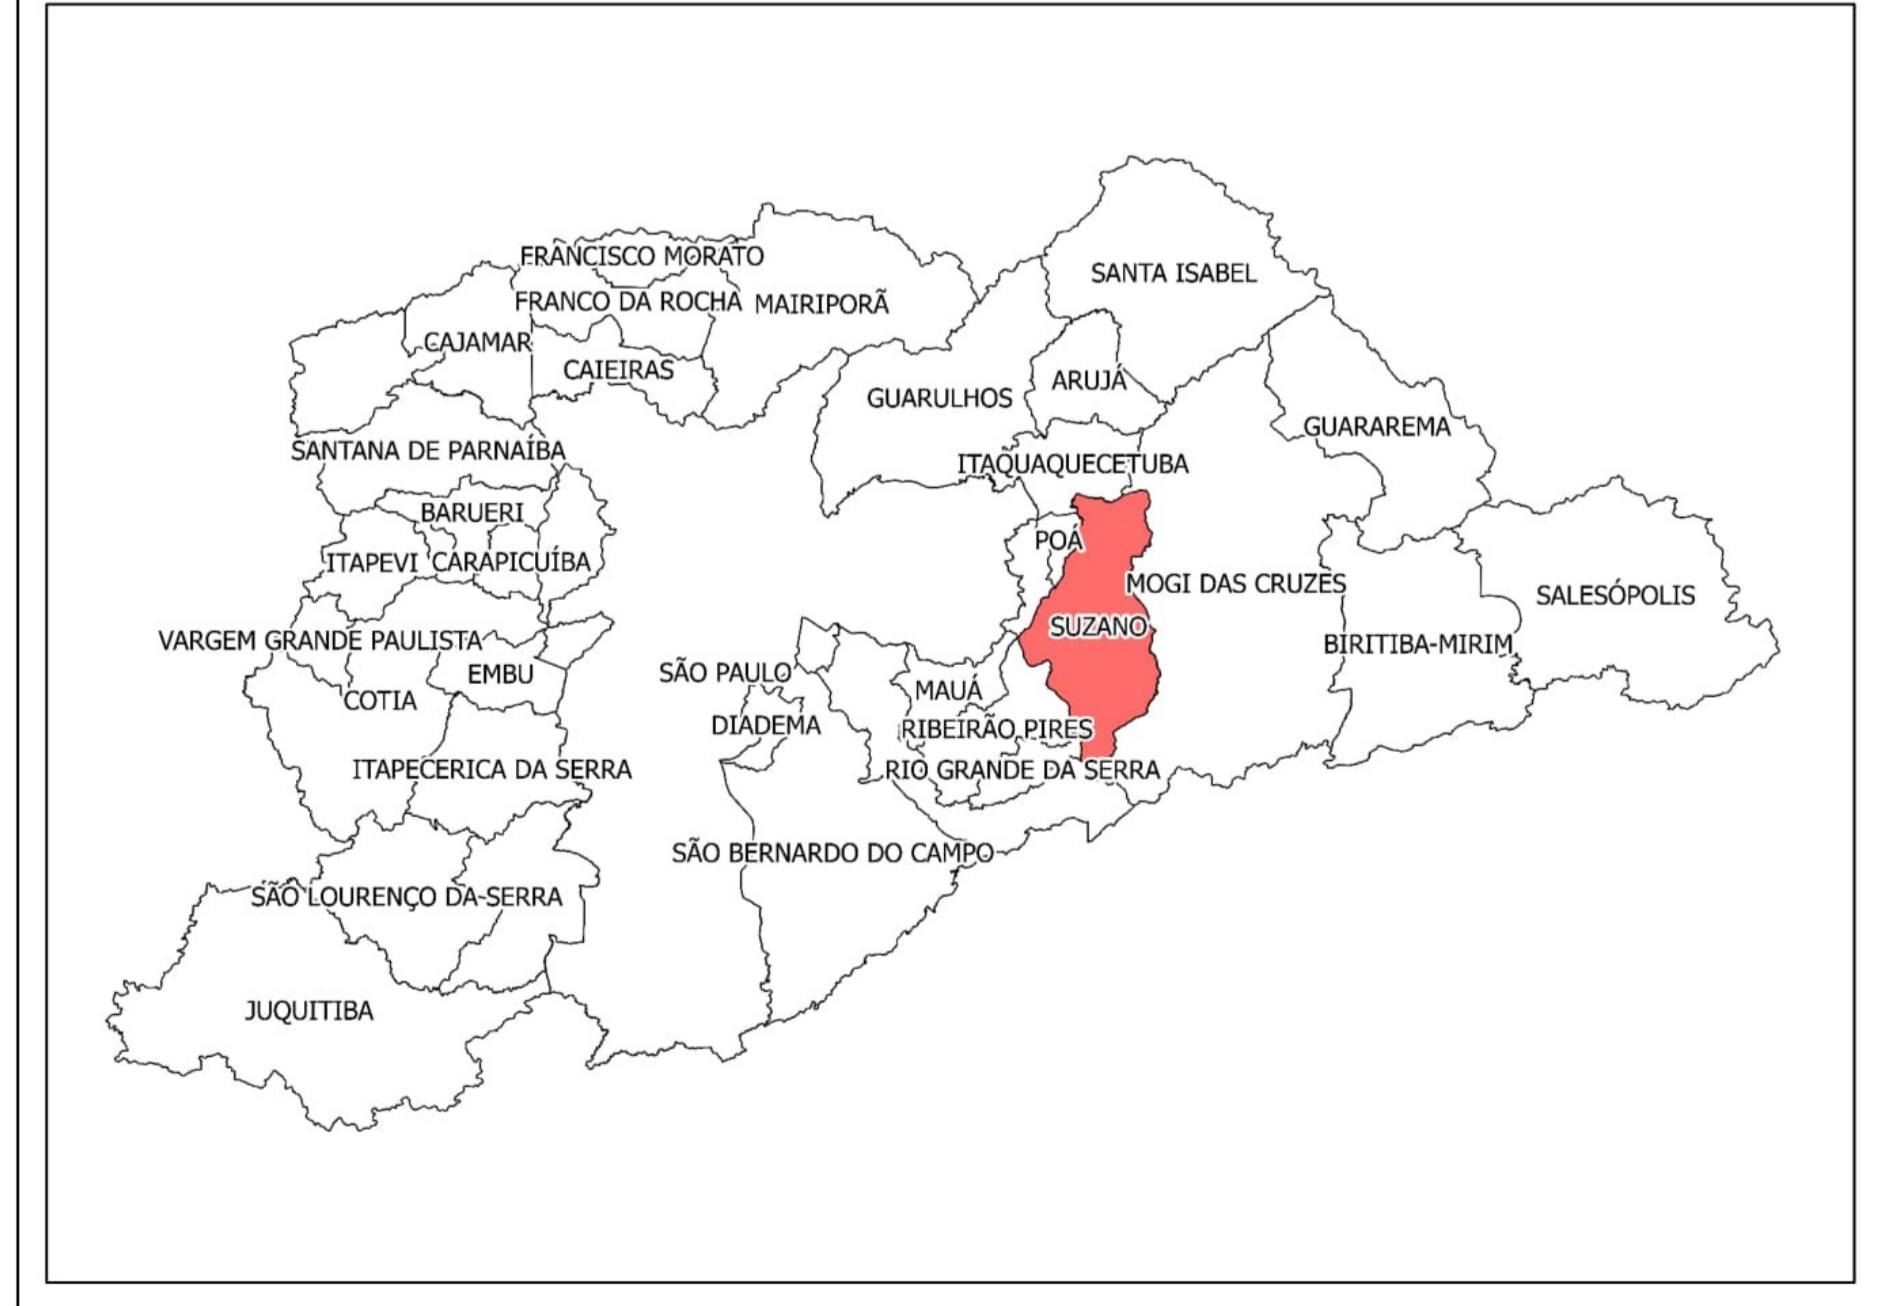 FRANCISCO MORATO
SANTA ISABEL
FRANCO DA ROCHA
MAIRIPORÃ
CAJAMAR
CAIEIRAS
ARUJÁ
GUARULHOS
GUARAREMA
SANTANA DE PARNAÍBA
ITAQUAQUECETUBA
BARUERI
POÁ
ITAPEVI
CARAPICUÍBA
MOGI DAS CRUZES
SALESÓPOLIS
SUZANO
VARGEM GRANDE PAULISTA
BIRITIBA-MIRIM
EMBU
SÃO PAULO
MAUÁ
COTIA
DIADEMA
RIBEIRÃO PIRES
ITAPECERICA DA SERRA
RIO GRANDE DA SERRA
SÃO BERNARDO DO CAMPO
SÃO LOURENÇO DA SERRA
JUQUITIBA